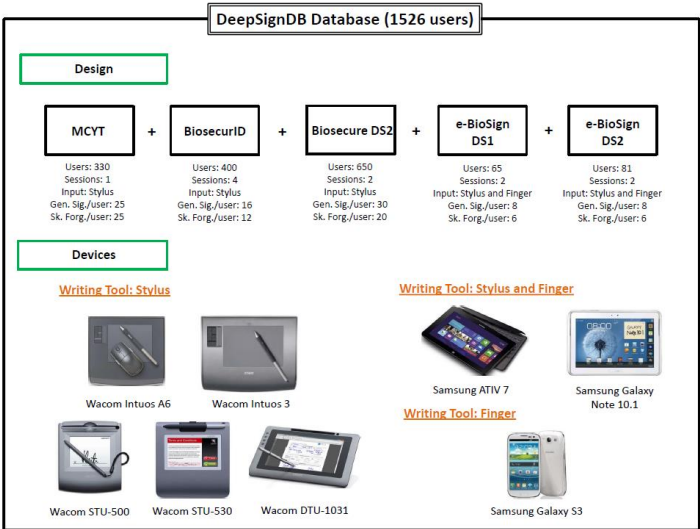 DeepSignDB Database (1526 users)
Design
MCYT + BiosecurID + Biosecure DS2 + e-BioSign DS1 + e-BioSign DS2
Users: 330
Sessions: 1
Input: Stylus
Gen. Sig./user: 25
Sk. Forg./user: 25
Users: 400
Sessions: 4
Input: Stylus
Gen. Sig./user: 16
Sk. Forg./user: 12
Users: 650
Sessions: 2
Input: Stylus
Gen. Sig./user: 30
Sk. Forg./user: 20
Users: 65
Sessions: 2
Input: Stylus and Finger
Gen. Sig./user: 8
Sk. Forg./user: 6
Users: 81
Sessions: 2
Input: Stylus and Finger
Gen. Sig./user: 8
Sk. Forg./user: 6
Devices
Writing Tool: Stylus
Wacom Intuos A6
Wacom Intuos 3
Wacom STU-500
Wacom STU-530
Wacom DTU-1031
Writing Tool: Stylus and Finger
Samsung ATIV 7
Samsung Galaxy
Note 10.1
Writing Tool: Finger
Samsung Galaxy S3